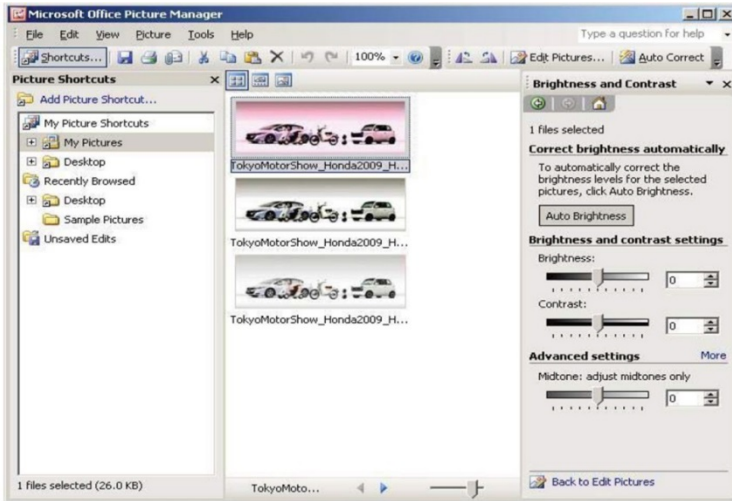 Microsoft Office Picture Manager
File Edit View Picture Tools Help Type a question for help
Shortcuts... 100% Edit Pictures... Auto Correct
Picture Shortcuts
Add Picture Shortcut...
My Picture Shortcuts
My Pictures
Desktop
Recently Browsed
Desktop
Sample Pictures
Unsaved Edits
1 files selected (26.0 KB)
TokyoMotorShow_Honda2009_H...
TokyoMotorShow_Honda2009_H...
TokyoMotorShow_Honda2009_H...
TokyoMoto...
Brightness and Contrast
1 files selected
Correct brightness automatically
To automatically correct the
brightness levels for the selected
pictures, click Auto Brightness.
Auto Brightness
Brightness and contrast settings
Brightness:
0
Contrast:
0
Advanced settings More
Midtone: adjust midtones only
0
Back to Edit Pictures